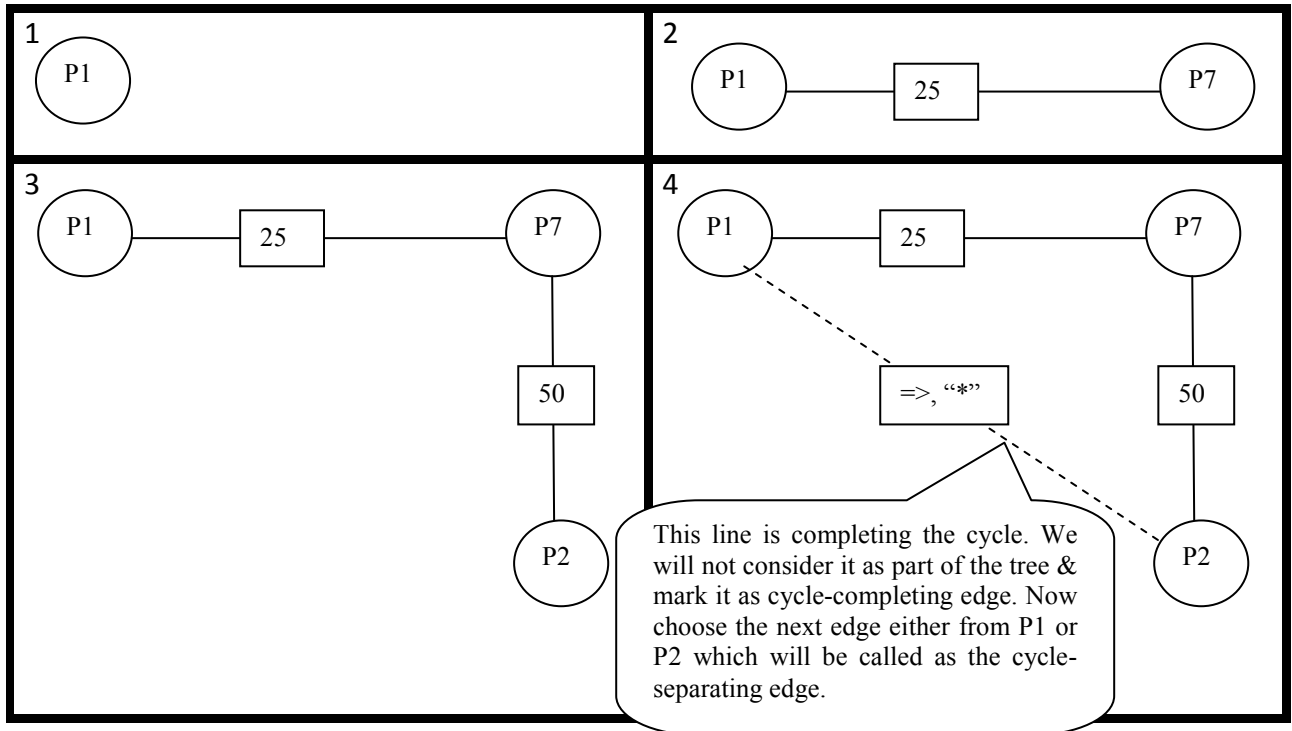 1
P1
2
P1
25
P7
3
P1
25
P7
50
P2
4
P1
25
P7
=>, “*”
50
P2
This line is completing the cycle. We
will not consider it as part of the tree &
mark it as cycle-completing edge. Now
choose the next edge either from P1 or
P2 which will be called as the cycle-
separating edge.